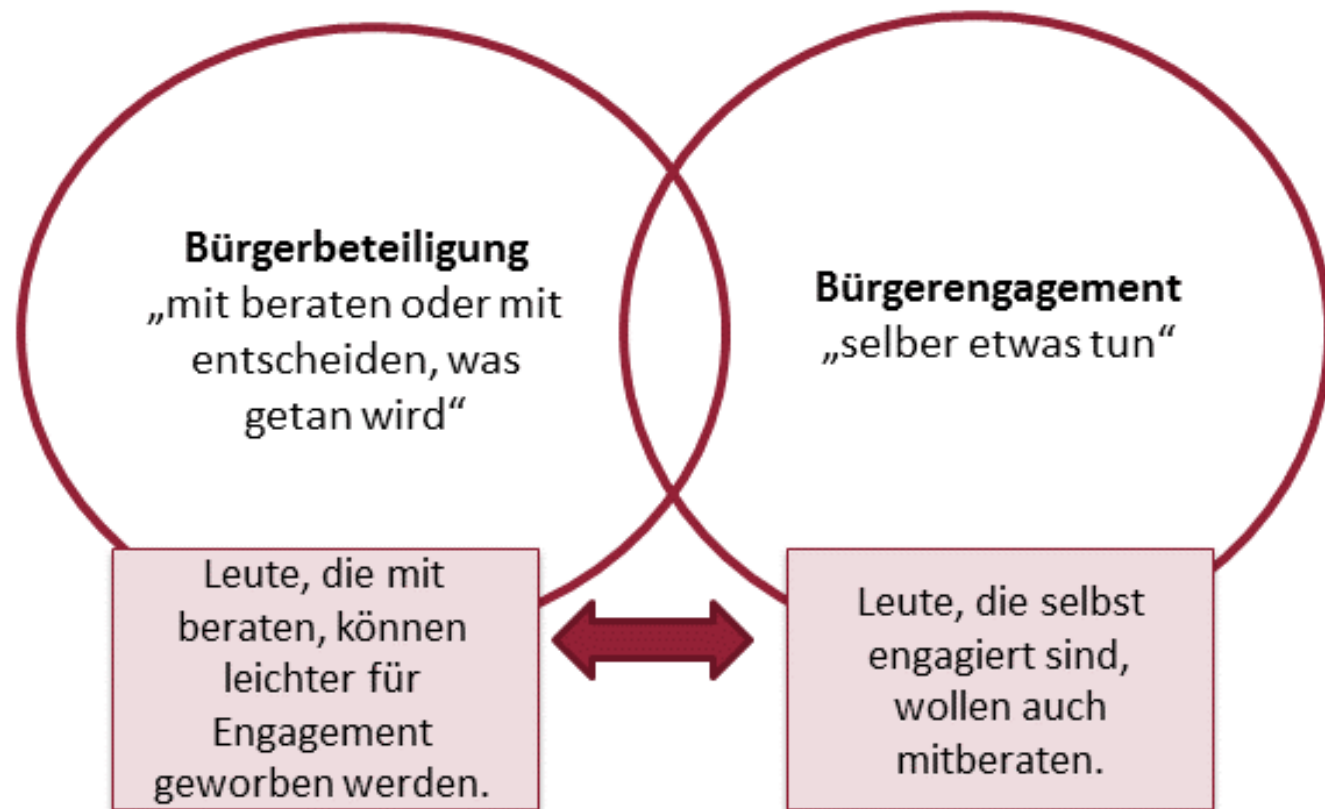 Bürgerbeteiligung
„mit beraten oder mit
entscheiden, was
getan wird“
Bürgerengagement
„selber etwas tun“
Leute, die mit
beraten, können
leichter für
Engagement
geworben werden.
Leute, die selbst
engagiert sind,
wollen auch
mitberaten.